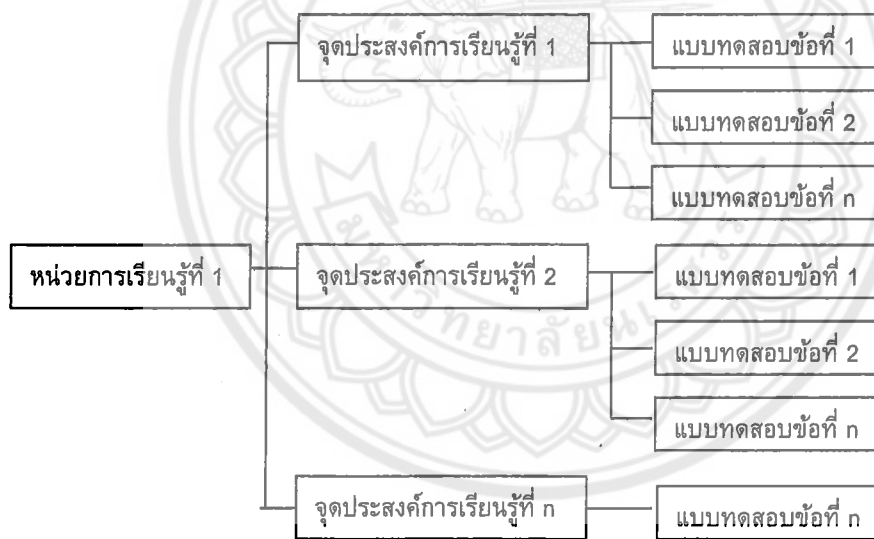 จุดประสงค์การเรียนรู้ที่ 1
แบบทดสอบข้อที่ 1
แบบทดสอบข้อที่ 2
แบบทดสอบข้อที่ n
หน่วยการเรียนรู้ที่ 1
จุดประสงค์การเรียนรู้ที่ 2
แบบทดสอบข้อที่ 1
แบบทดสอบข้อที่ 2
แบบทดสอบข้อที่ n
จุดประสงค์การเรียนรู้ที่ n
แบบทดสอบข้อที่ n